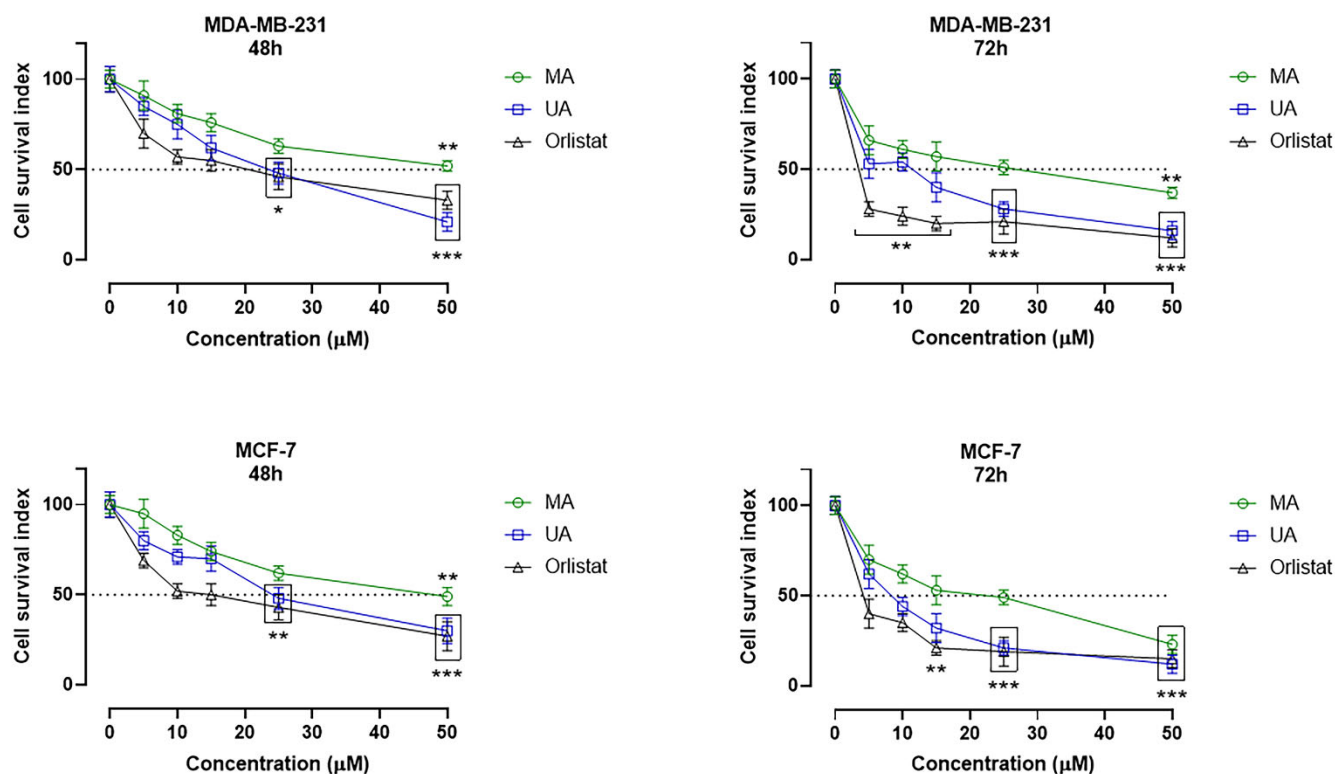 MDA-MB-231
48h
Cell survival index
100
50
0
**
*
***
0 10 20 30 40 50
Concentration (μM)
MA
UA
Orlistat
MDA-MB-231
72h
Cell survival index
100
50
0
**
**
***
***
0 10 20 30 40 50
Concentration (μM)
MA
UA
Orlistat
MCF-7
48h
Cell survival index
100
50
0
**
**
***
0 10 20 30 40 50
Concentration (μM)
MA
UA
Orlistat
MCF-7
72h
Cell survival index
100
50
0
**
***
***
0 10 20 30 40 50
Concentration (μM)
MA
UA
Orlistat